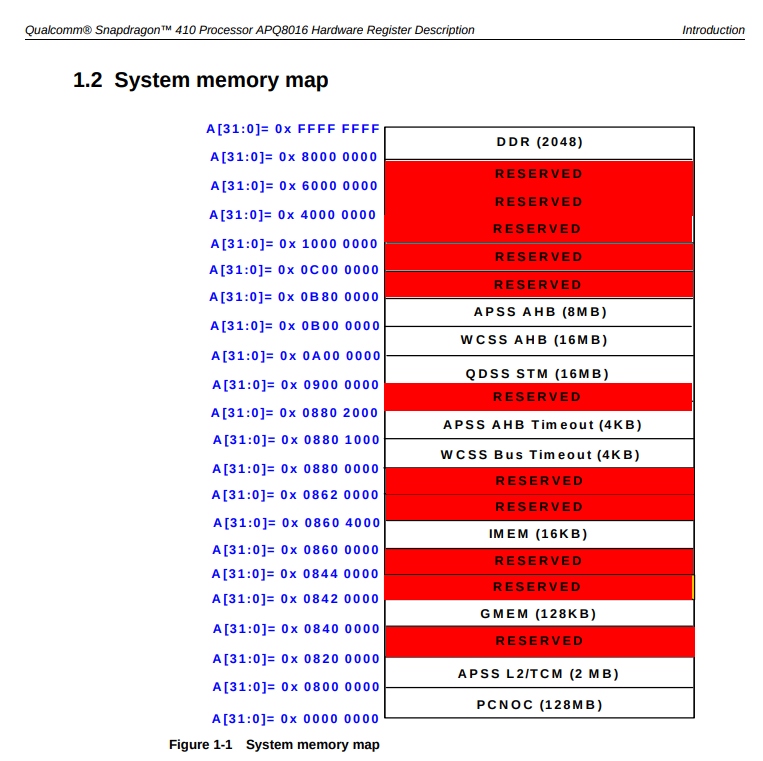 Qualcomm® Snapdragon™ 410 Processor APQ8016 Hardware Register Description Introduction
1.2 System memory map
A[31:0]= 0x FFFF FFFF
DDR (2048)
A[31:0]= 0x 8000 0000
RESERVED
A[31:0]= 0x 6000 0000
RESERVED
A[31:0]= 0x 4000 0000
RESERVED
A[31:0]= 0x 1000 0000
RESERVED
A[31:0]= 0x 0C00 0000
RESERVED
A[31:0]= 0x 0B80 0000
APSS AHB (8MB)
A[31:0]= 0x 0B00 0000
WCSS AHB (16MB)
A[31:0]= 0x 0A00 0000
QDSS STM (16MB)
A[31:0]= 0x 0900 0000
RESERVED
A[31:0]= 0x 0880 2000
APSS AHB Timeout (4KB)
A[31:0]= 0x 0880 1000
WCSS Bus Timeout (4KB)
A[31:0]= 0x 0880 0000
RESERVED
A[31:0]= 0x 0862 0000
RESERVED
A[31:0]= 0x 0860 4000
IMEM (16KB)
A[31:0]= 0x 0860 0000
RESERVED
A[31:0]= 0x 0844 0000
RESERVED
A[31:0]= 0x 0842 0000
GMEM (128KB)
A[31:0]= 0x 0840 0000
RESERVED
A[31:0]= 0x 0820 0000
APSS L2/TCM (2 MB)
A[31:0]= 0x 0800 0000
PCNOC (128MB)
A[31:0]= 0x 0000 0000
Figure 1-1 System memory map